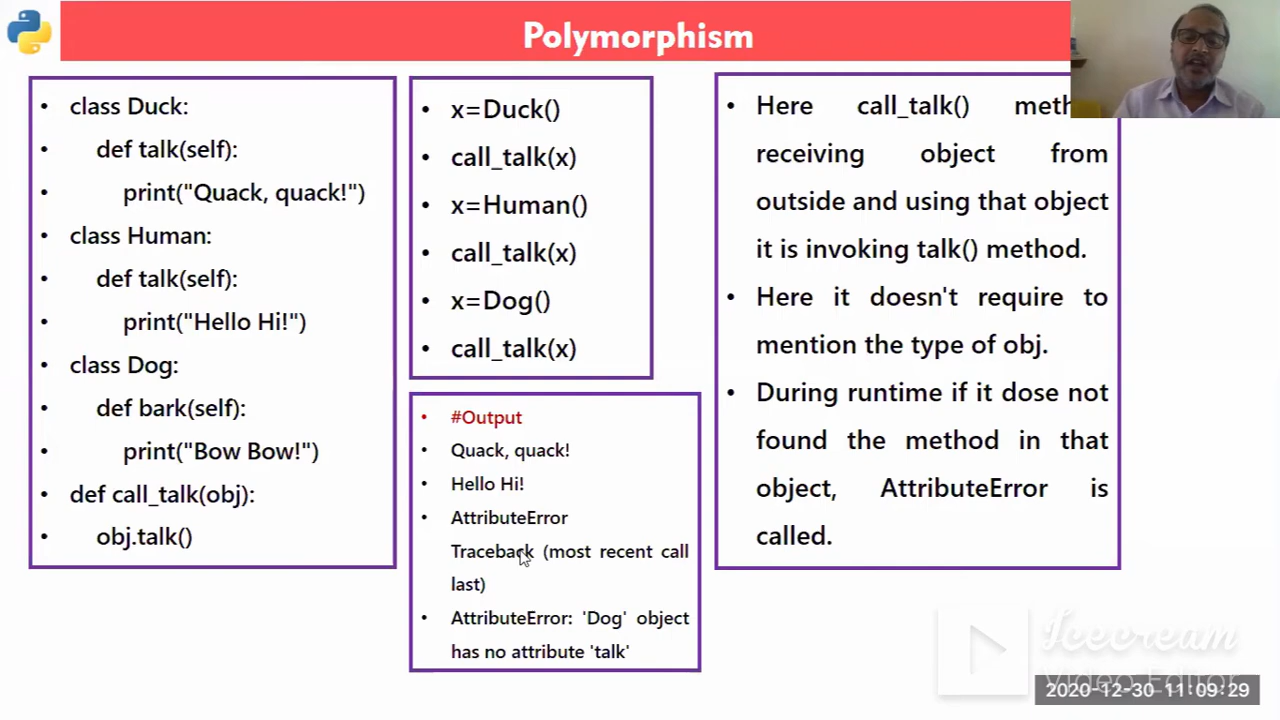 Polymorphism
class Duck:
def talk(self):
print("Quack, quack!")
class Human:
def talk(self):
print("Hello Hi!")
class Dog:
def bark(self):
print("Bow Bow!")
def call_talk(obj):
obj.talk()
x=Duck()
call_talk(x)
x=Human()
call_talk(x)
x=Dog()
call_talk(x)
#Output
Quack, quack!
Hello Hi!
AttributeError
Traceback (most recent call
last)
AttributeError: 'Dog' object
has no attribute 'talk'
Here call_talk()
receiving object from
outside and using that object
it is invoking talk() method.
Here it doesn't require to
mention the type of obj.
During runtime if it dose not
found the method in that
object, AttributeError is
called.
Icecream
Video Editor
2020-12-30 11:09:29